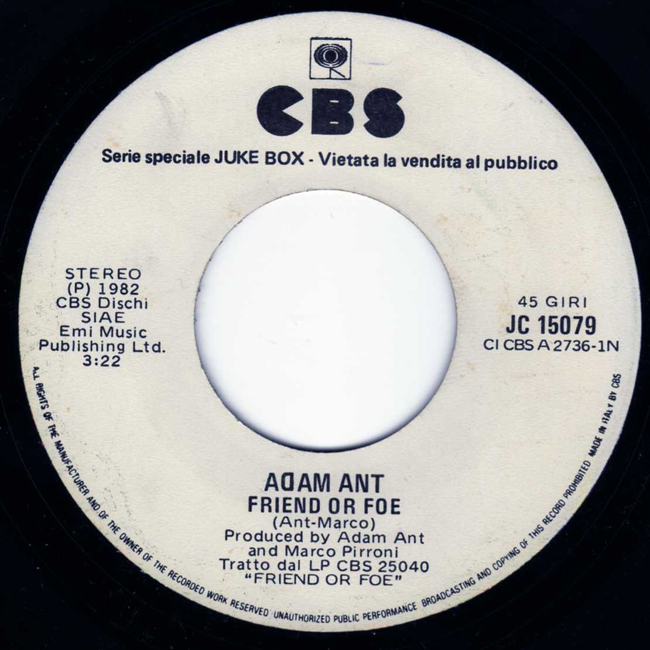 CBS
Serie speciale JUKE BOX - Vietata la vendita al pubblico
STEREO
(P) 1982
CBS Dischi
SIAE
Emi Music
Publishing Ltd.
3:22
45 GIRI
JC 15079
CI CBS A 2736-1N
ADAM ANT
FRIEND OR FOE
(Ant-Marco)
Produced by Adam Ant
and Marco Pirroni
Tratto dal LP CBS 25040
"FRIEND OR FOE"
ALL RIGHTS OF THE MANUFACTURER AND OF THE OWNER OF THE RECORDED WORK RESERVED UNAUTHORIZED PUBLIC PERFORMANCE BROADCASTING AND COPYING OF THIS RECORD PROHIBITED MADE IN ITALY BY CBS